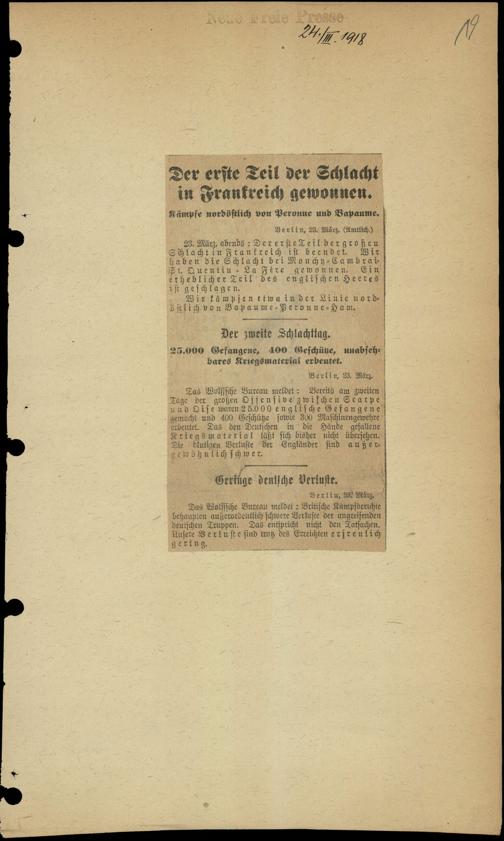 Neue Freie Presse
24./III. 1918
19
Der erste Teil der Schlacht
in Frankreich gewonnen.
Kämpfe nordöstlich von Peronne und Bapaume.
Berlin, 23. März. (Amtlich.)
23. März, abends: Der erste Teil der großen
Schlacht in Frankreich ist beendet. Wir
haben die Schlacht bei Monchy-Cambrai-
St. Quentin-La Fère gewonnen. Ein
erheblicher Teil des englischen Heeres
ist geschlagen.
Wir kämpfen etwa in der Linie nord-
östlich von Bapaume-Peronne-Ham.
Der zweite Schlachttag.
25.000 Gefangene, 400 Geschütze, unabseh-
bares Kriegsmaterial erbeutet.
Berlin, 23. März.
Das Wolffsche Bureau meldet: Bereits am zweiten
Tage der großen Offensive zwischen Scarpe
und Oise waren 25.000 englische Gefangene
gemacht und 400 Geschütze sowie 300 Maschinengewehre
erbeutet. Das den Deutschen in die Hände gefallene
Kriegsmaterial läßt sich bisher nicht übersehen.
Die blutigen Verluste der Engländer sind außer-
gewöhnlich schwer.
Geringe deutsche Verluste.
Berlin, März.
Das Wolffsche Bureau meldet: Britische Kampfberichte
behaupten außerordentlich schwere Verluste der angreifenden
deutschen Truppen. Das entspricht nicht den Tatsachen.
Unsere Verluste sind trotz des Erreichten erfreulich
gering.